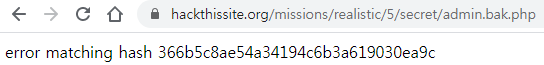 hackthissite.org/missions/realistic/5/secret/admin.bak.php
error matching hash 366b5c8ae54a34194c6b3a619030ea9c